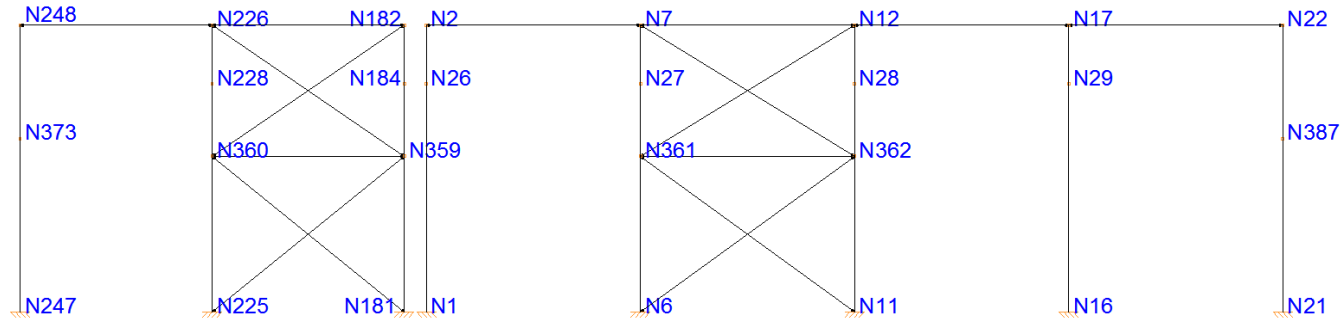 N248 N226 N182 N2 N7 N12 N17 N22
N228 N184 N26 N27 N28 N29
N373 N387
N360 N359 N361 N362
N247 N225 N181 N1 N6 N11 N16 N21